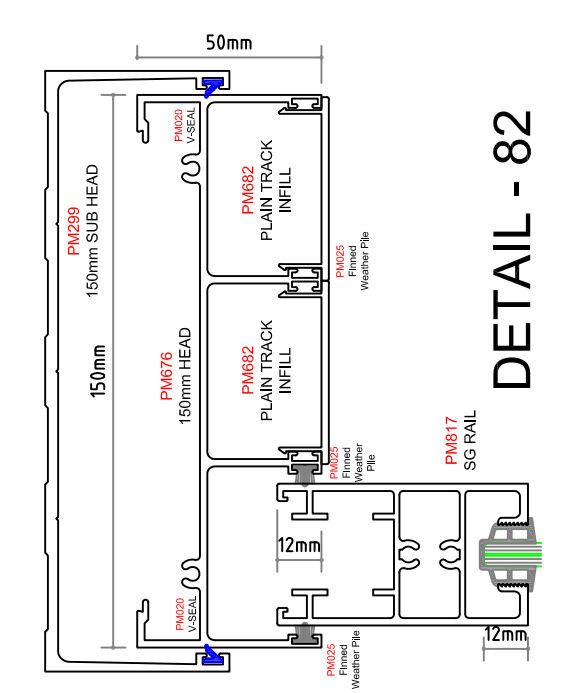 50mm
PM020
V-SEAL
PM299
150mm SUB HEAD
PM682
PLAIN TRACK
INFILL
PM025
Finned
Weather Pile
DETAIL - 82
150mm
PM676
150mm HEAD
PM682
PLAIN TRACK
INFILL
PM025
Finned
Weather
Pile
PM817
SG RAIL
12mm
PM020
V-SEAL
PM025
Finned
Weather Pile
12mm